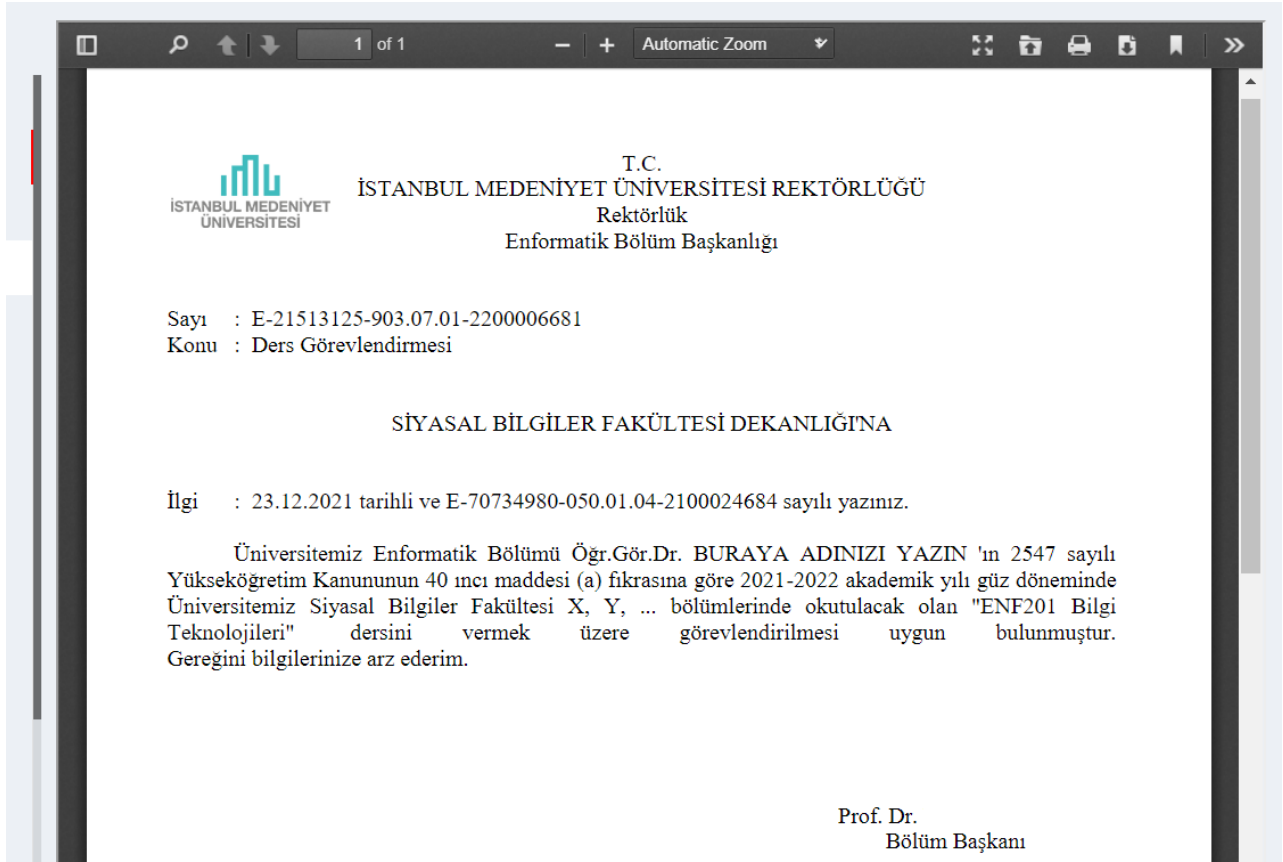 1 of 1
Automatic Zoom
T.C.
İSTANBUL MEDENİYET ÜNİVERSİTESİ REKTÖRLÜĞÜ
Rektörlük
Enformatik Bölüm Başkanlığı
İSTANBUL MEDENİYET
ÜNİVERSİTESİ
Sayı : E-21513125-903.07.01-2200006681
Konu : Ders Görevlendirmesi
SİYASAL BİLGİLER FAKÜLTESİ DEKANLIĞI'NA
İlgi : 23.12.2021 tarihli ve E-70734980-050.01.04-2100024684 sayılı yazınız.
Üniversitemiz Enformatik Bölümü Öğr.Gör.Dr. BURAYA ADINIZI YAZIN 'ın 2547 sayılı
Yükseköğretim Kanununun 40 ıncı maddesi (a) fıkrasına göre 2021-2022 akademik yılı güz döneminde
Üniversitemiz Siyasal Bilgiler Fakültesi X, Y, ... bölümlerinde okutulacak olan "ENF201 Bilgi
Teknolojileri" dersini vermek üzere görevlendirilmesi uygun bulunmuştur.
Gereğini bilgilerinize arz ederim.
Prof. Dr.
Bölüm Başkanı